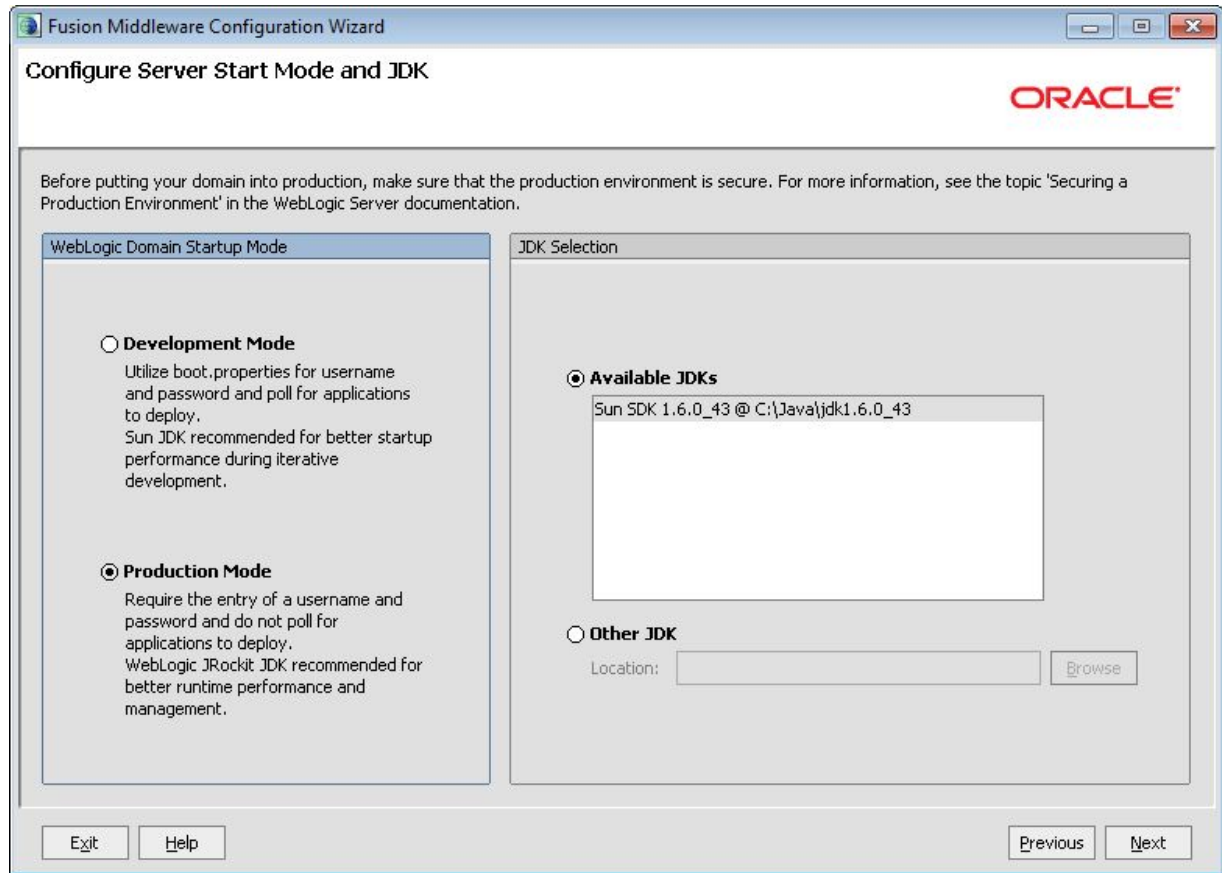 Fusion Middleware Configuration Wizard
Configure Server Start Mode and JDK
ORACLE
Before putting your domain into production, make sure that the production environment is secure. For more information, see the topic 'Securing a
Production Environment' in the WebLogic Server documentation.
WebLogic Domain Startup Mode
Development Mode
Utilize boot.properties for username
and password and poll for applications
to deploy.
Sun JDK recommended for better startup
performance during iterative
development.
Production Mode
Require the entry of a username and
password and do not poll for
applications to deploy.
WebLogic JRockit JDK recommended for
better runtime performance and
management.
JDK Selection
Available JDKs
Sun SDK 1.6.0_43 @ C:\Java\jdk1.6.0_43
Other JDK
Location:
Browse
Exit
Help
Previous
Next